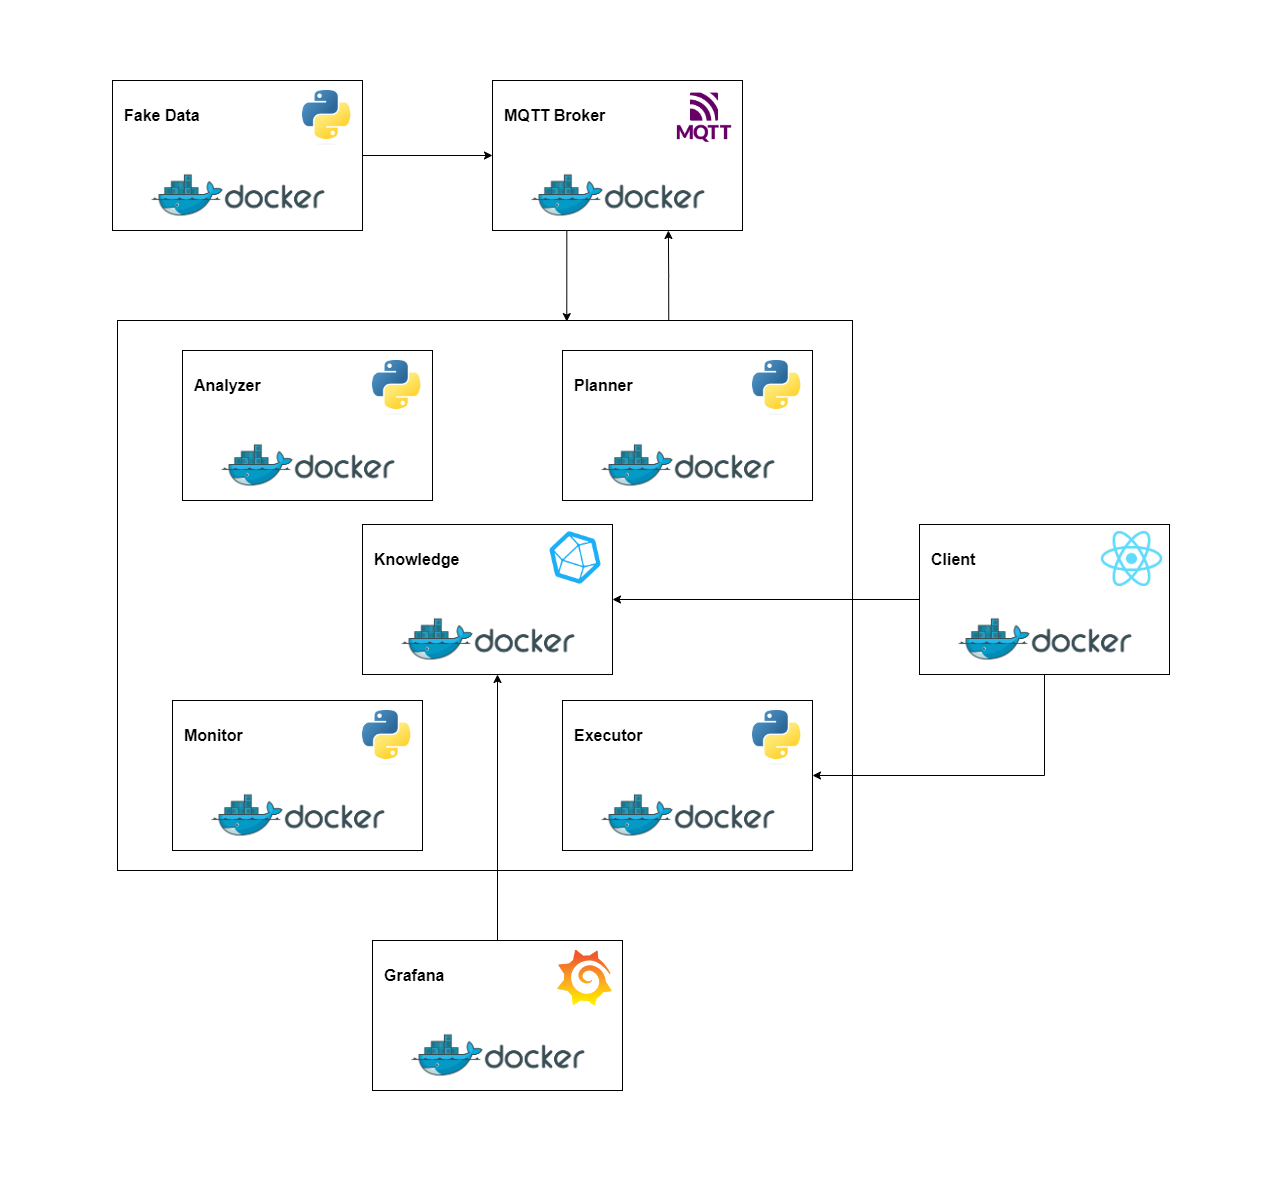 Fake Data
docker
MQTT Broker
MQTT
docker
Analyzer
docker
Planner
docker
Knowledge
docker
Client
docker
Monitor
docker
Executor
docker
Grafana
docker